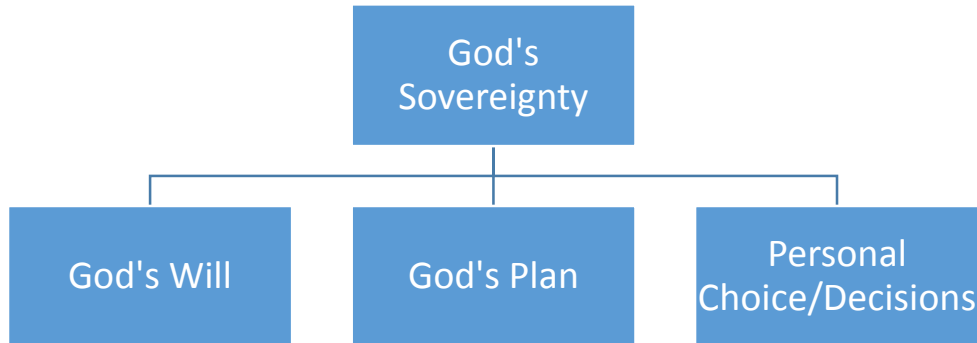 God's
Sovereignty
God's Will
God's Plan
Personal
Choice/Decisions